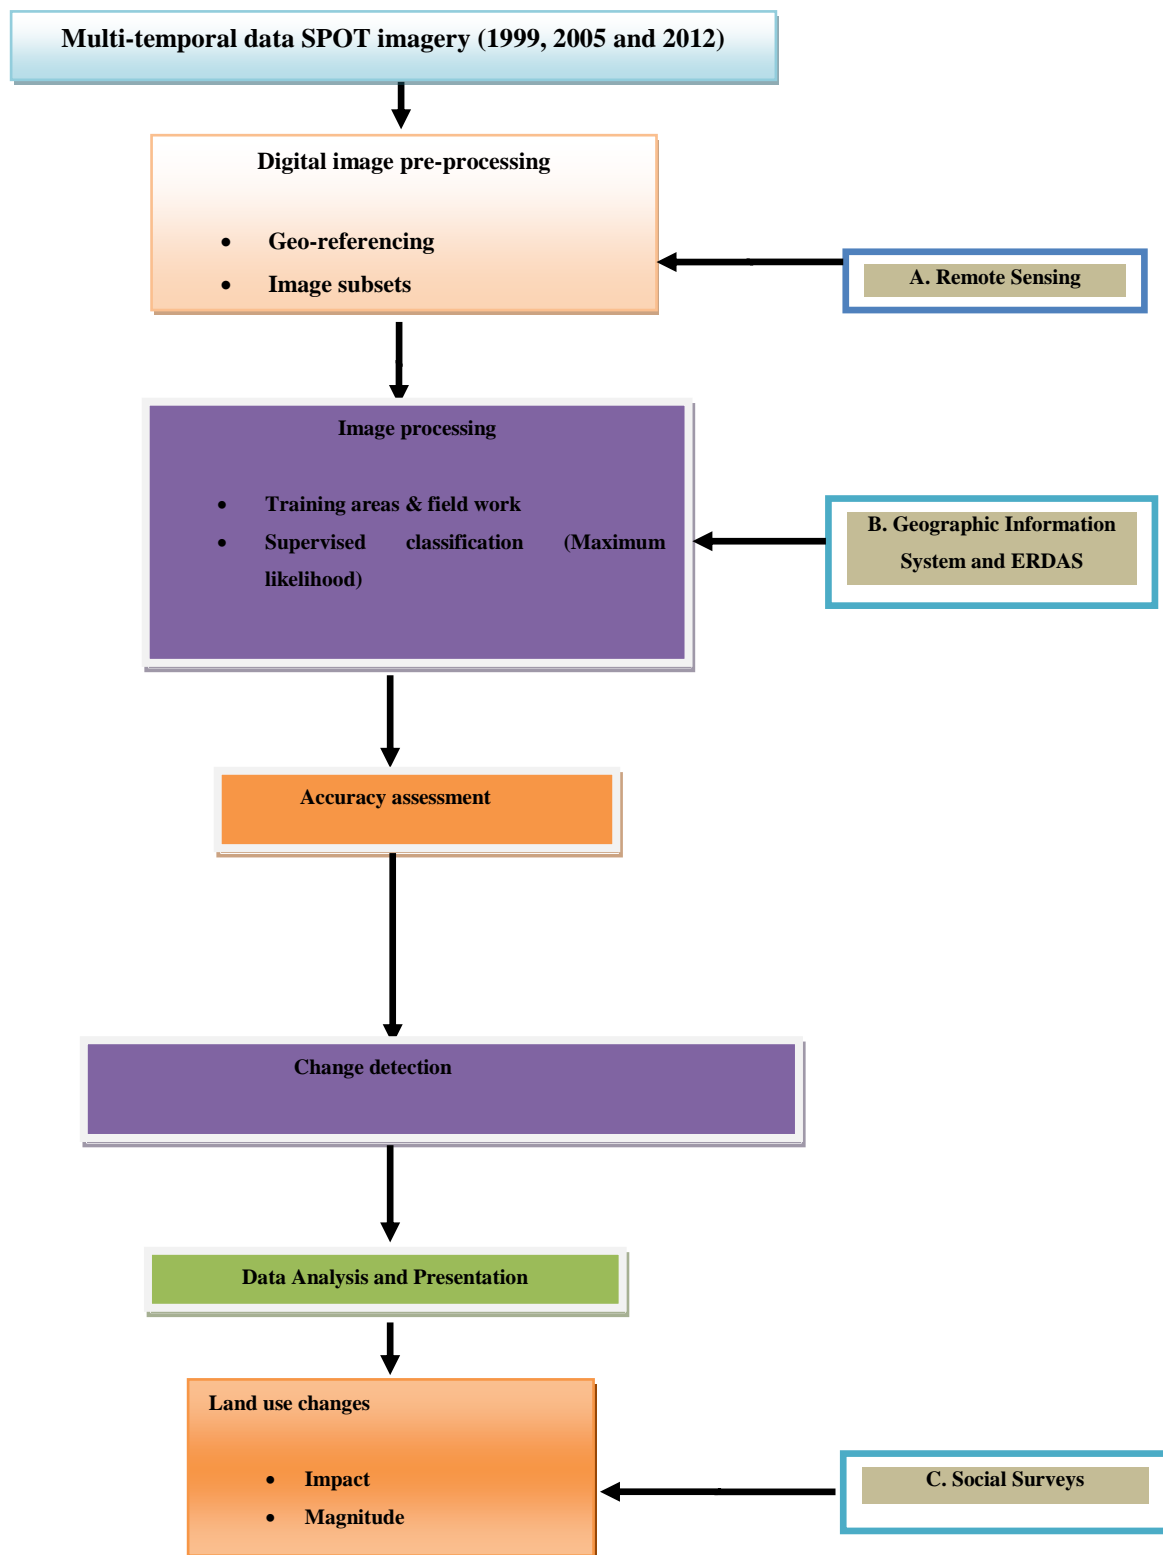 Multi-temporal data SPOT imagery (1999, 2005 and 2012)
Digital image pre-processing
• Geo-referencing
• Image subsets
A. Remote Sensing
Image processing
• Training areas & field work
• Supervised classification (Maximum
likelihood)
B. Geographic Information
System and ERDAS
Accuracy assessment
Change detection
Data Analysis and Presentation
Land use changes
• Impact
• Magnitude
C. Social Surveys